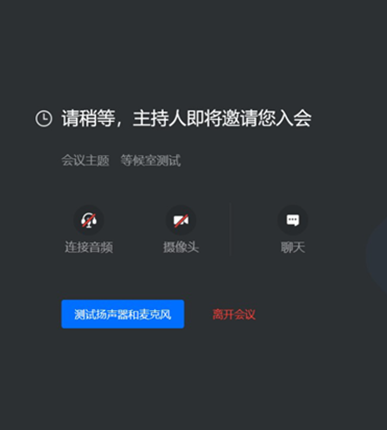 请稍等，主持人即将邀请您入会
会议主题 等候室测试
连接音频 摄像头 聊天
测试场声器和麦克风 离开会议